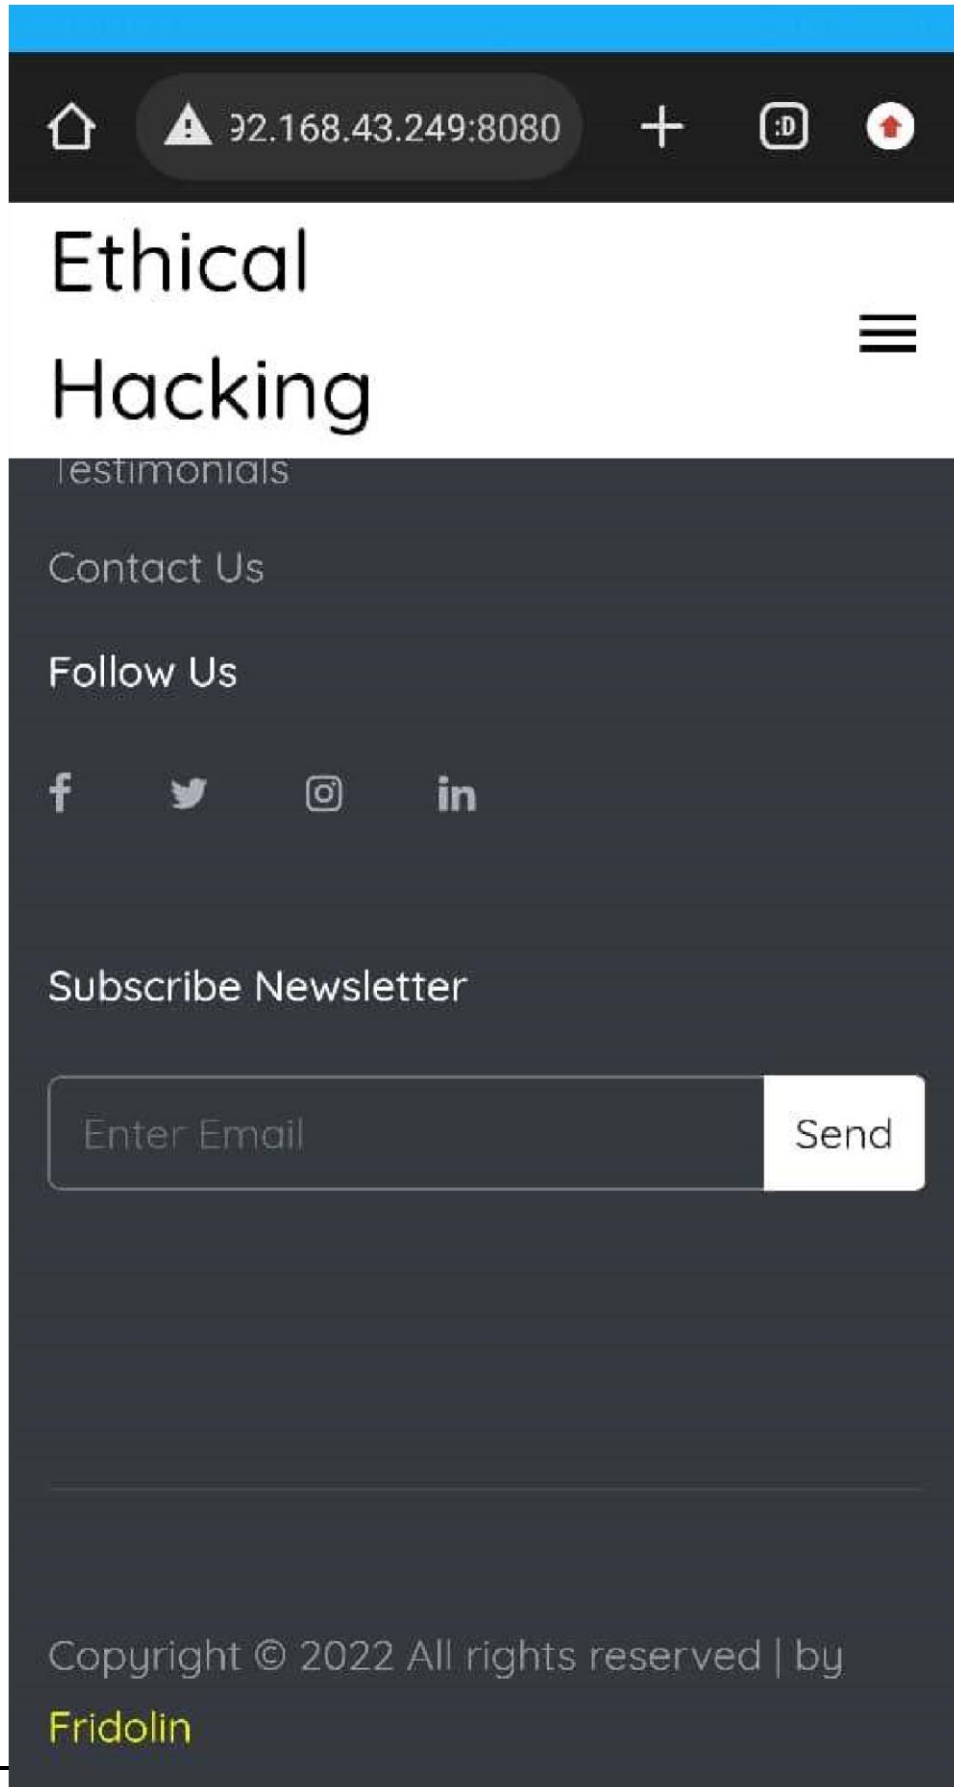 92.168.43.249:8080
:D
Ethical
Hacking
Testimonials
Contact Us
Follow Us
f
in
Subscribe Newsletter
Enter Email
Send
Copyright © 2022 All rights reserved | by
Fridolin